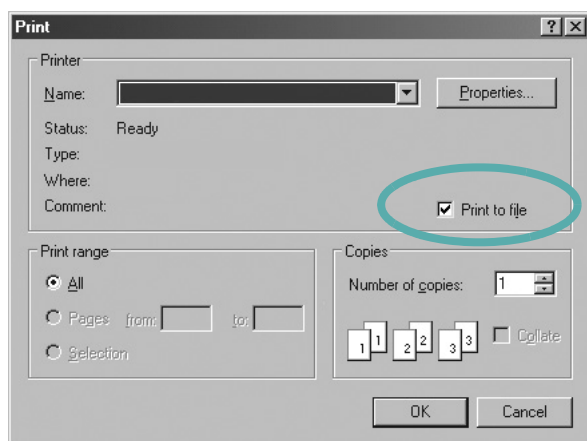 Print
Printer
Name:
Properties...
Status: Ready
Type:
Where:
Comment:
Print to file
Print range
All
Pages from: to:
Selection
Copies
Number of copies: 1
1 1 2 2 3 3
Collate
OK Cancel